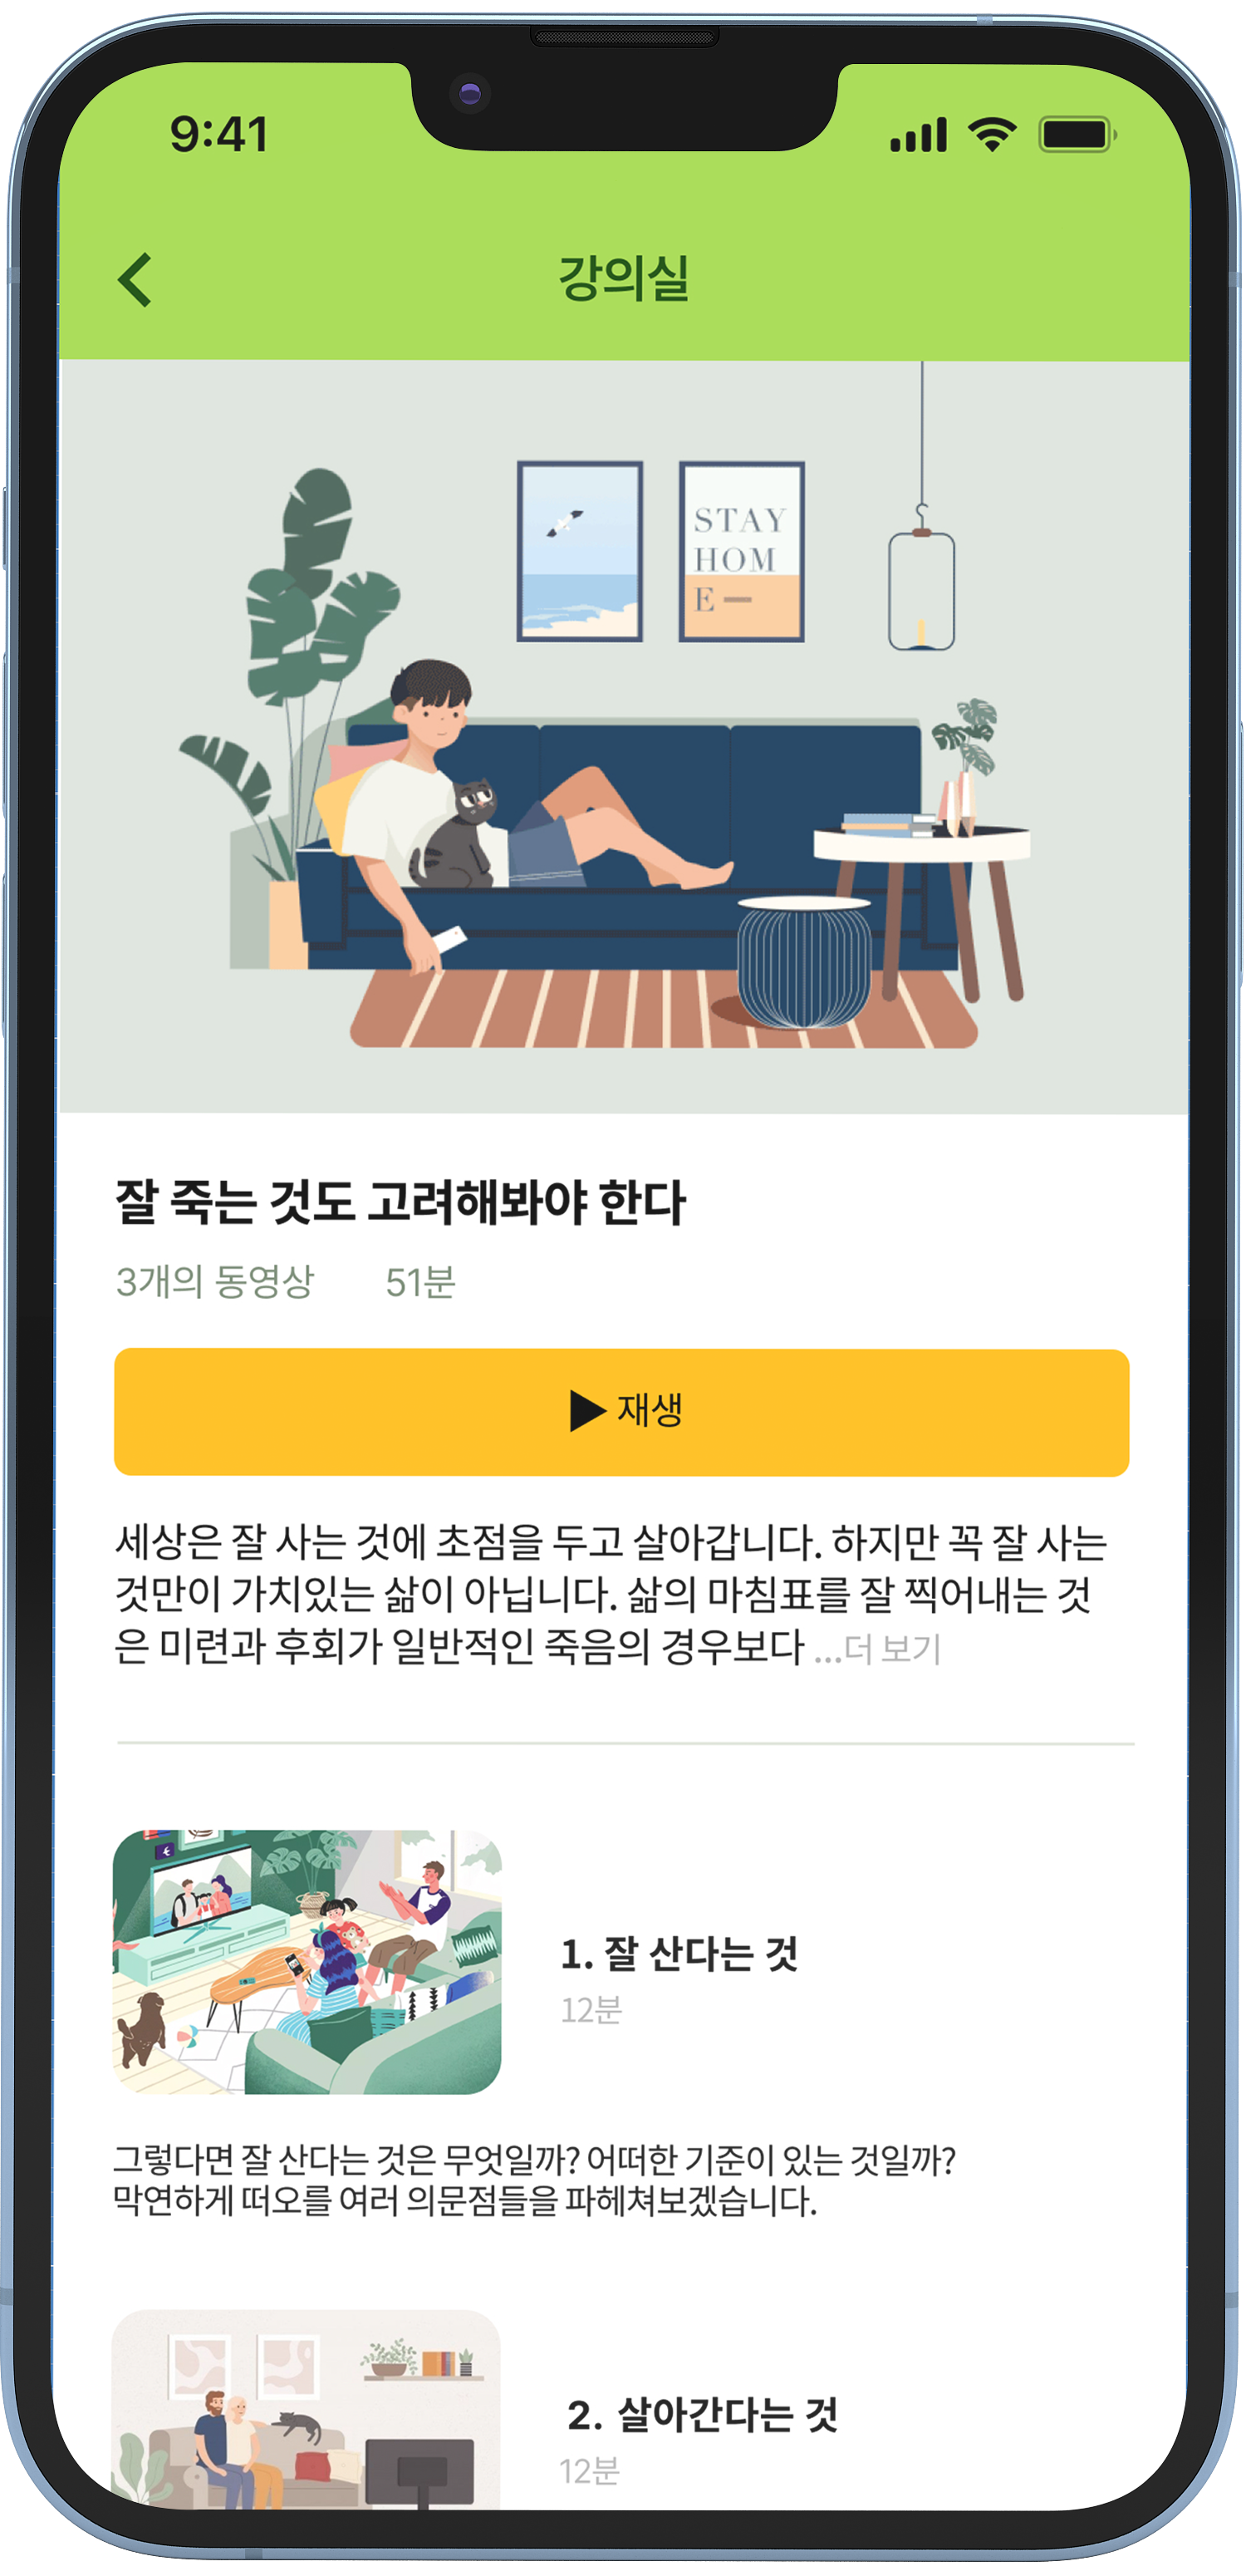 9:41
강의실
STAY
HOM
E
잘 죽는 것도 고려해봐야 한다
3개의 동영상 51분
재생
세상은 잘 사는 것에 초점을 두고 살아갑니다. 하지만 꼭 잘 사는
것만이 가치있는 삶이 아닙니다. 삶의 마침표를 잘 찍어내는 것
은 미련과 후회가 일반적인 죽음의 경우보다 ...더 보기
1. 잘 산다는 것
12분
그렇다면 잘 산다는 것은 무엇일까? 어떠한 기준이 있는 것일까?
막연하게 떠오를 여러 의문점들을 파헤쳐보겠습니다.
2. 살아간다는 것
12분